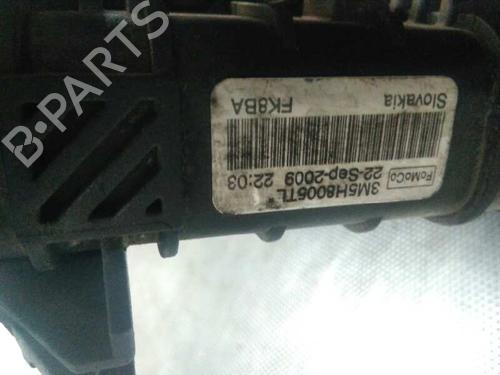 FoMoCo
3M5H8005TL
22-Sep-2009 22:03
FK8BA
Slovakia
B-PARTS